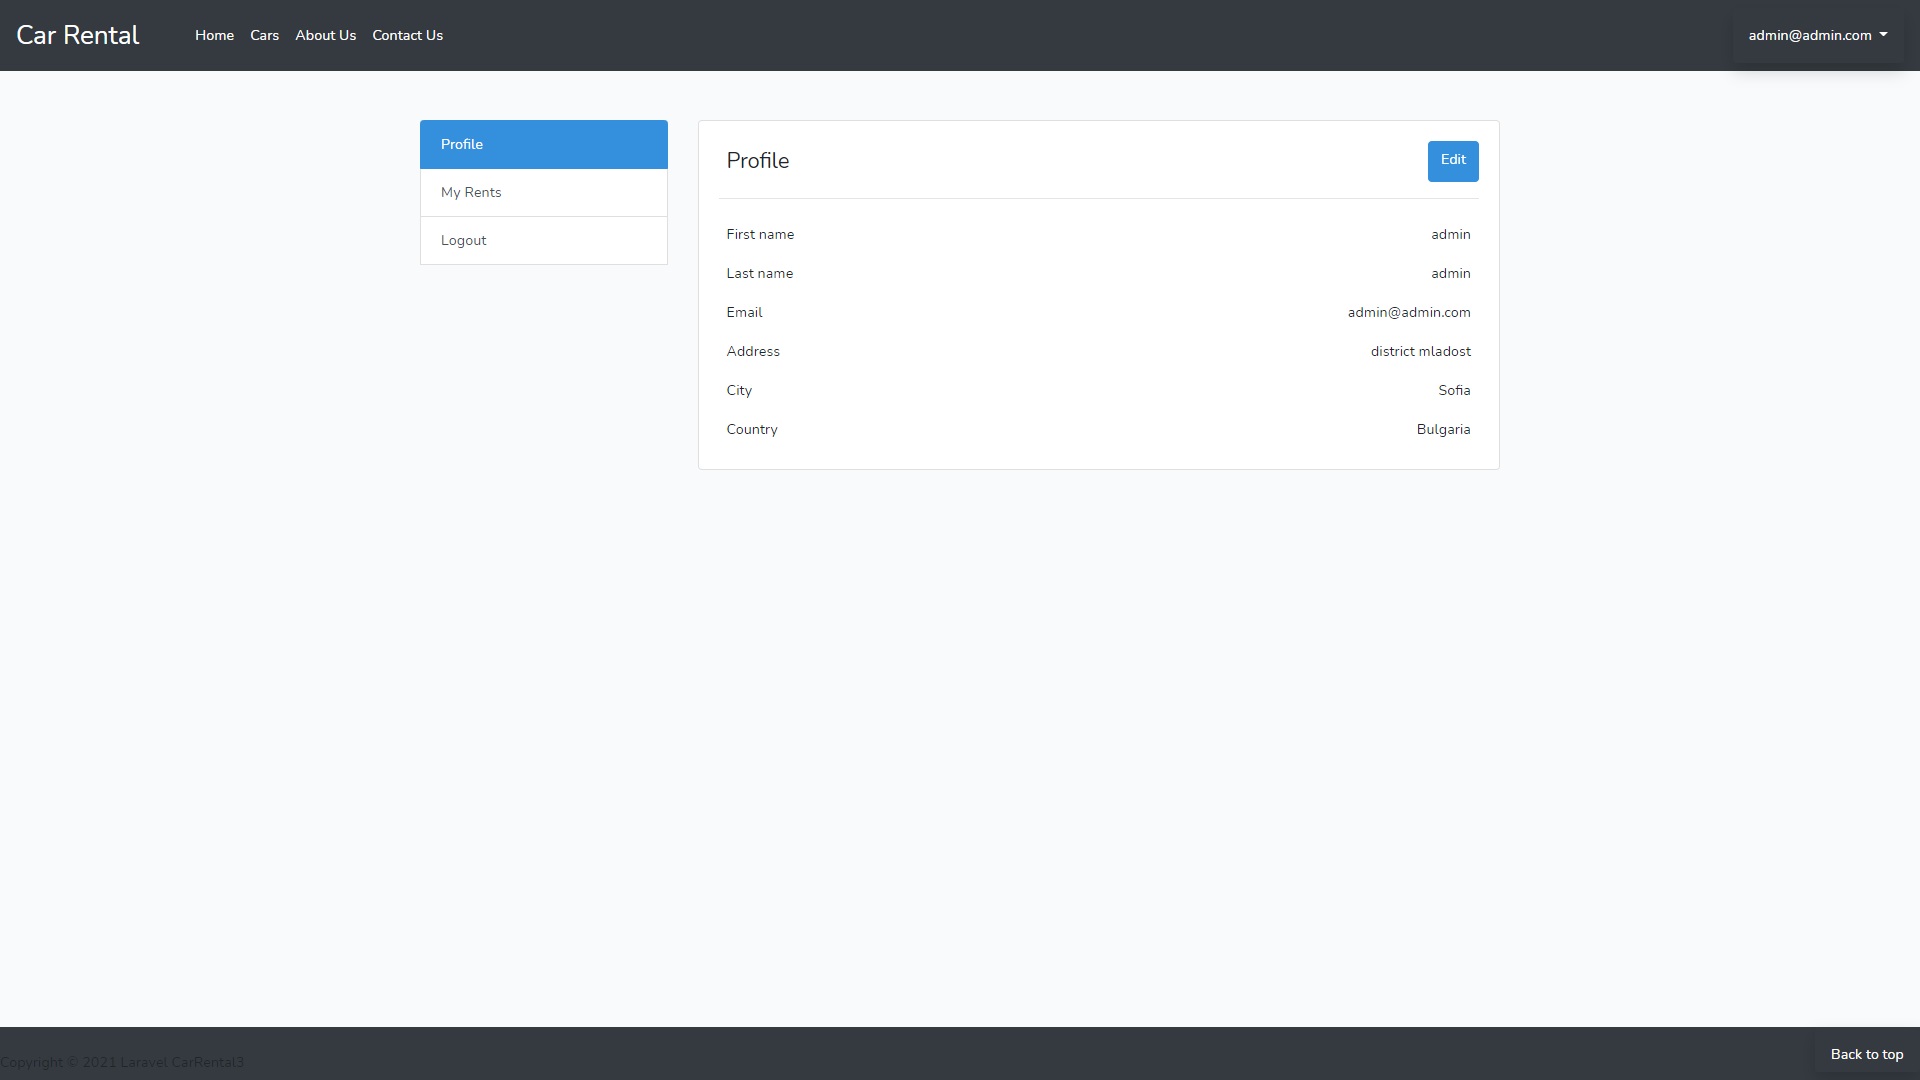 Car Rental Home Cars About Us Contact Us admin@admin.com
Profile
My Rents
Logout
Profile Edit
First name admin
Last name admin
Email admin@admin.com
Address district mladost
City Sofia
Country Bulgaria
Copyright © 2021 Laravel CarRental3
Back to top